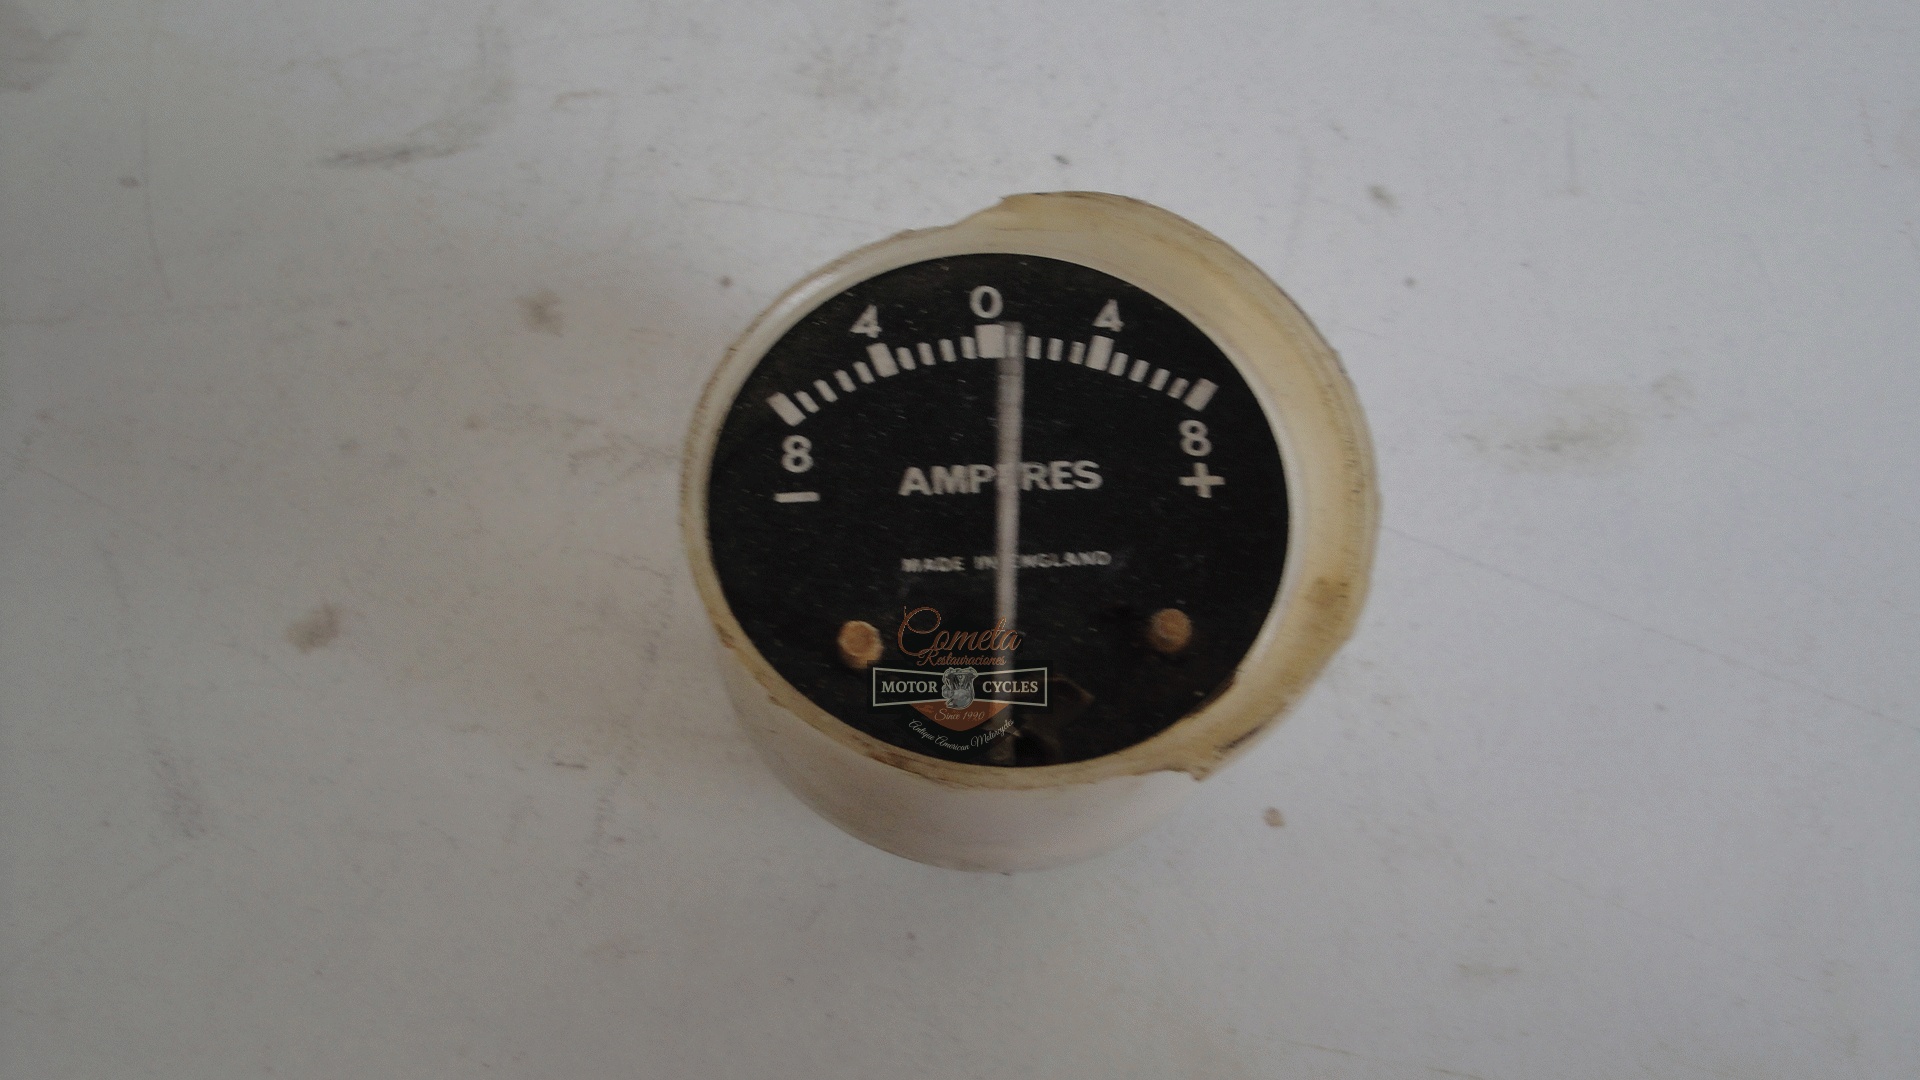 4 0 4
8 8
AMPERES
- +
MADE IN ENGLAND
Cometa
Restauraciones
MOTOR CYCLES
Since 1990
Antique American Motorcycles